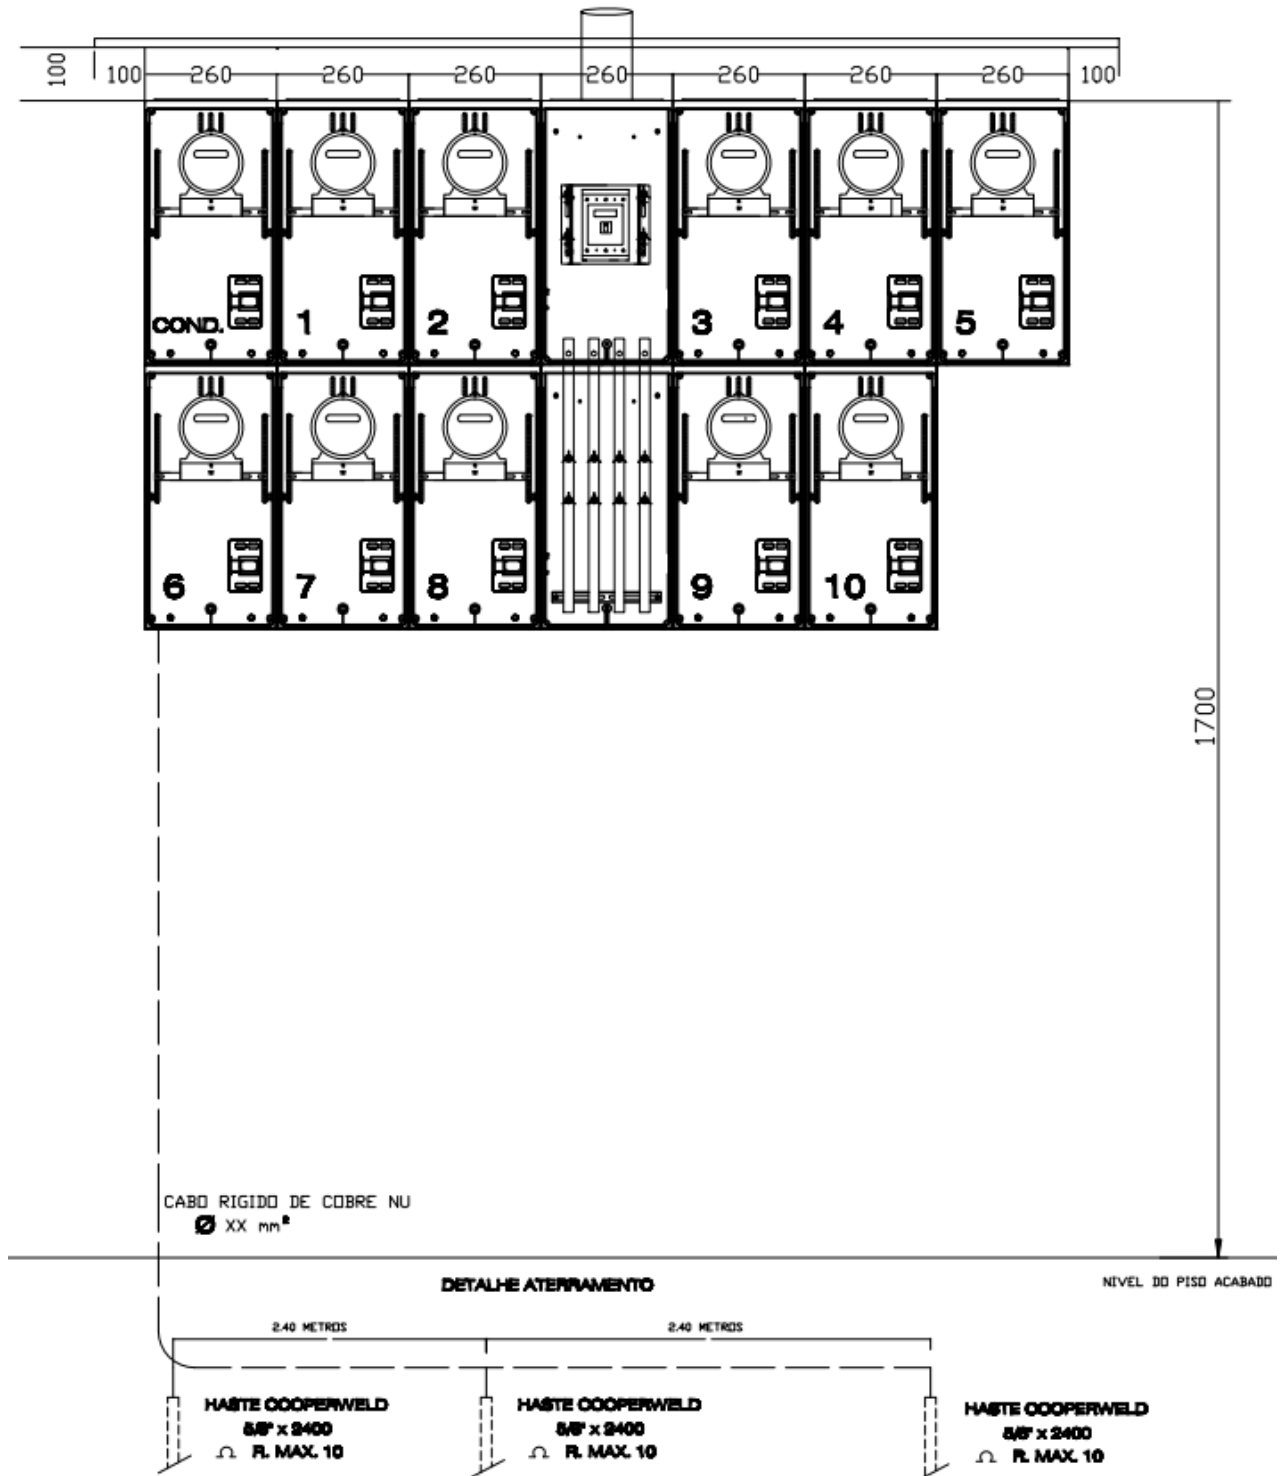 100
100 260 260 260 260 260 260 260 100
COND. 1 2 3 4 5
6 7 8 9 10
1700
CABO RIGIDO DE COBRE NU
Ø XX mm²
DETALHE ATERRAMENTO
NIVEL DO PISO ACABADO
2.40 METROS 2.40 METROS
HASTE COOPERWELD
5/8" x 2400
Ω R. MAX. 10
HASTE COOPERWELD
5/8" x 2400
Ω R. MAX. 10
HASTE COOPERWELD
5/8" x 2400
Ω R. MAX. 10